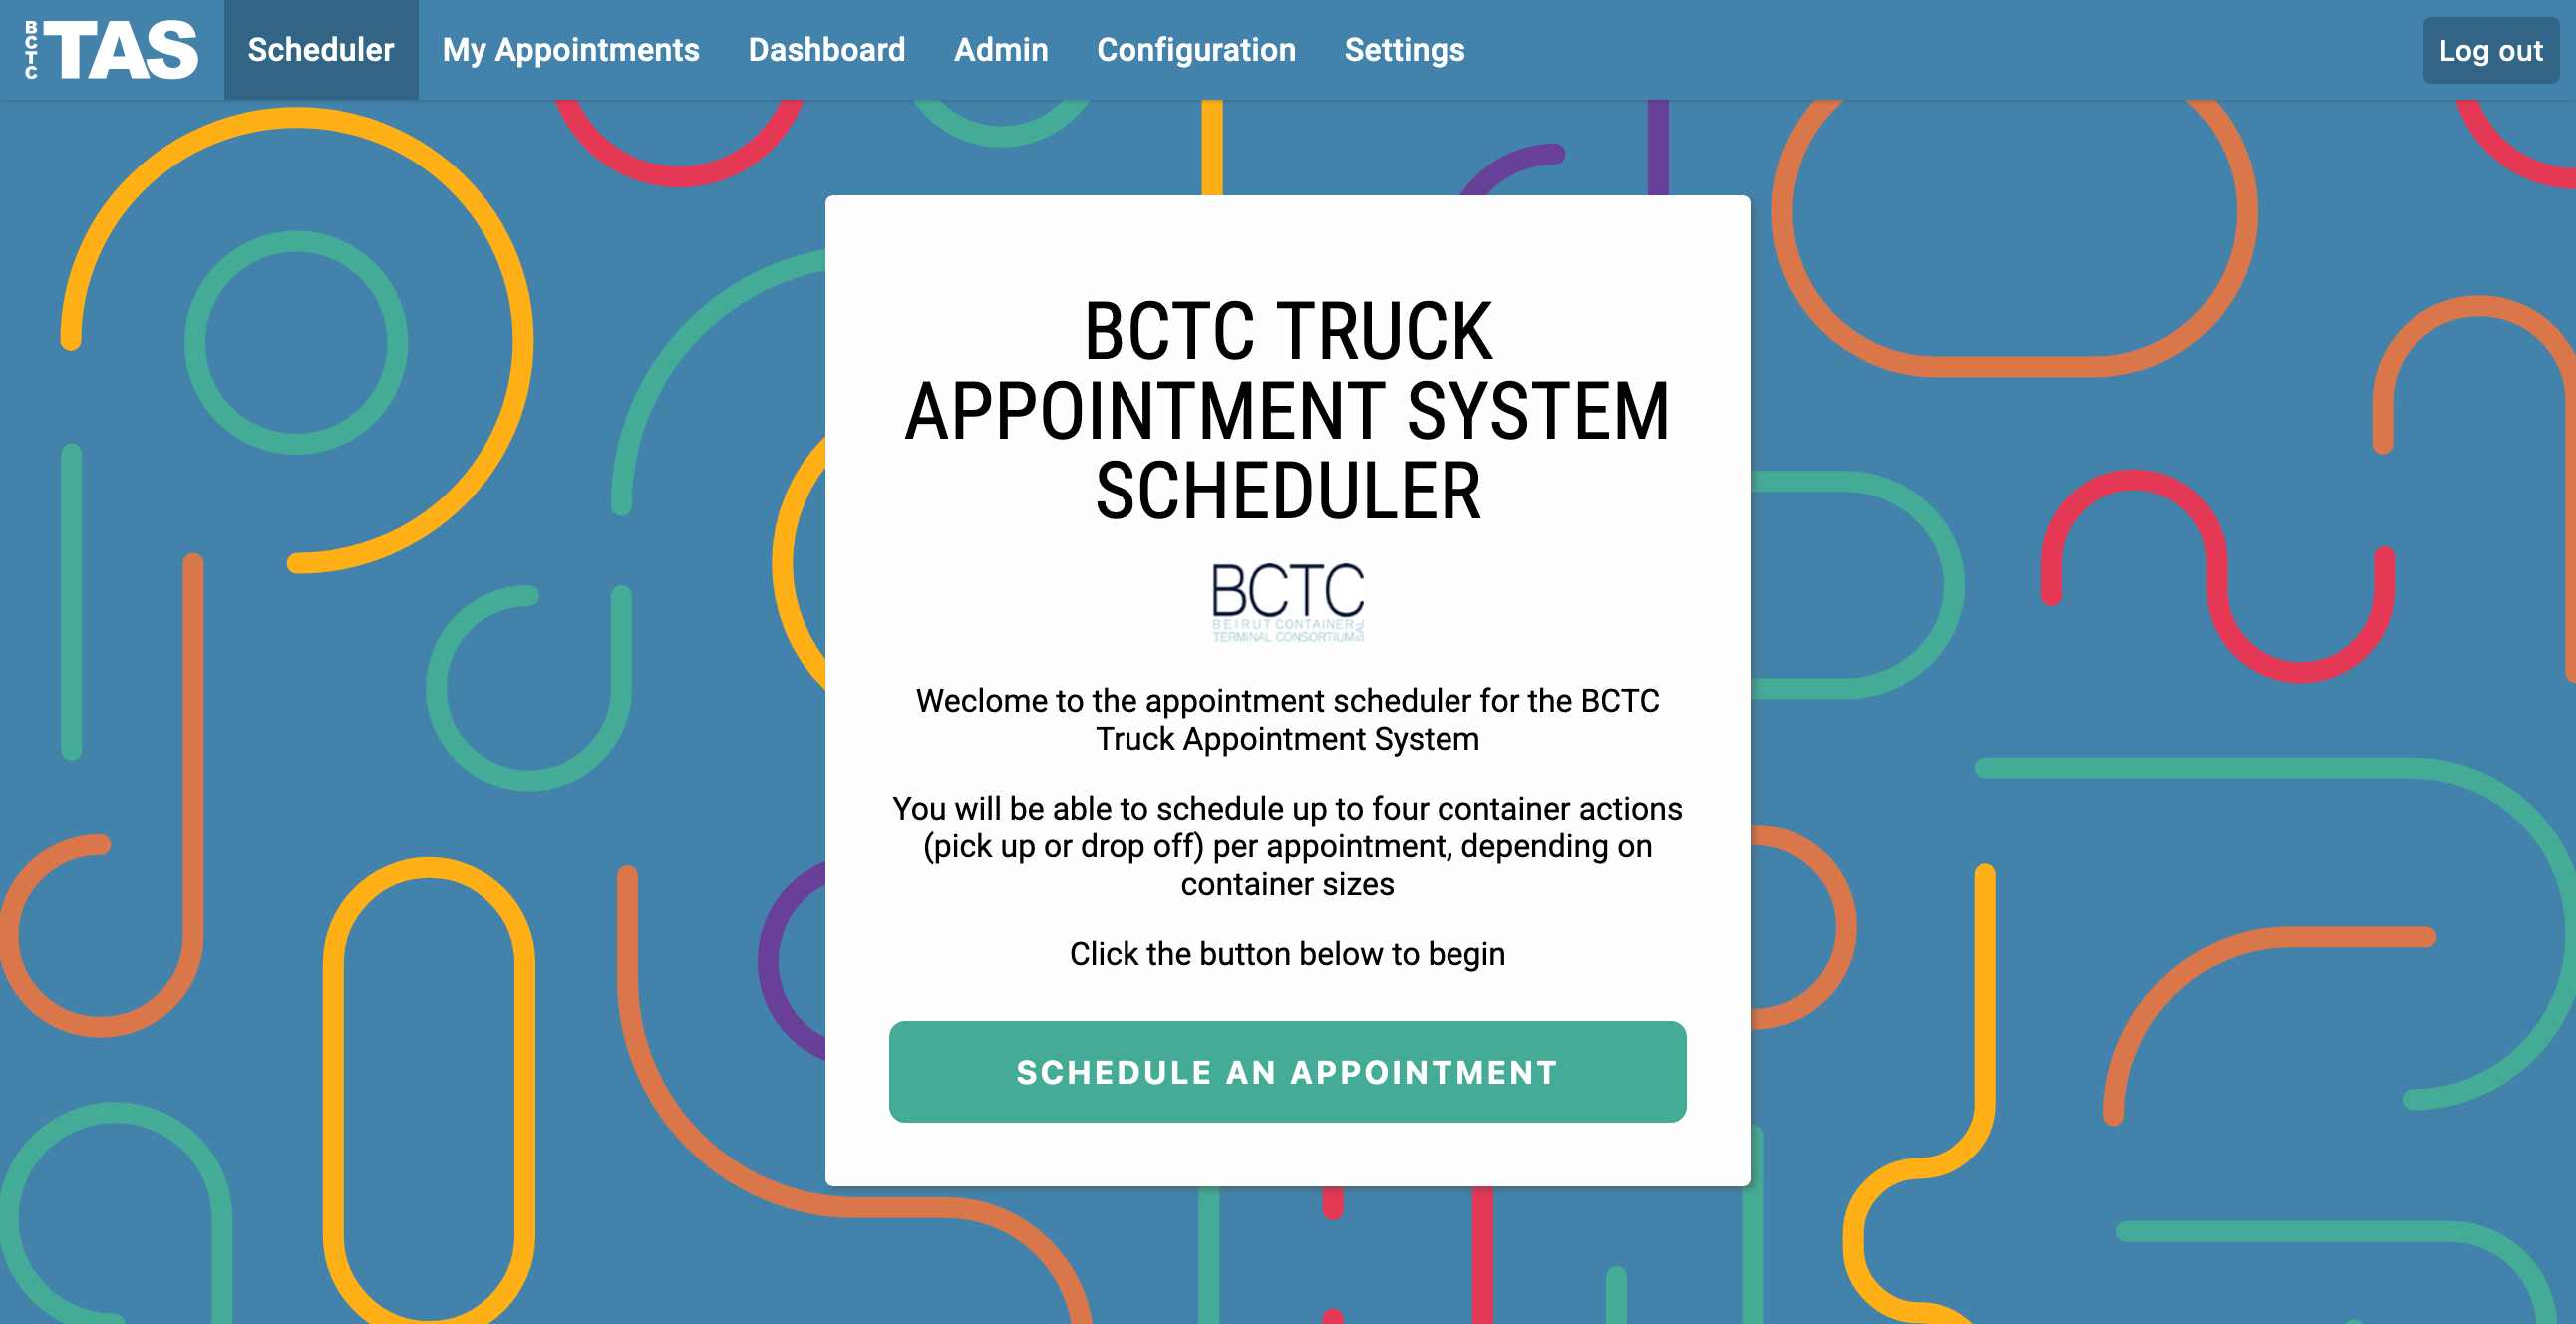 BCTC TAS
Scheduler
My Appointments
Dashboard
Admin
Configuration
Settings
Log out
BCTC TRUCK
APPOINTMENT SYSTEM
SCHEDULER
BCTC
BEIRUT CONTAINER
TERMINAL CONSORTIUM SAL
Weclome to the appointment scheduler for the BCTC
Truck Appointment System
You will be able to schedule up to four container actions
(pick up or drop off) per appointment, depending on
container sizes
Click the button below to begin
SCHEDULE AN APPOINTMENT